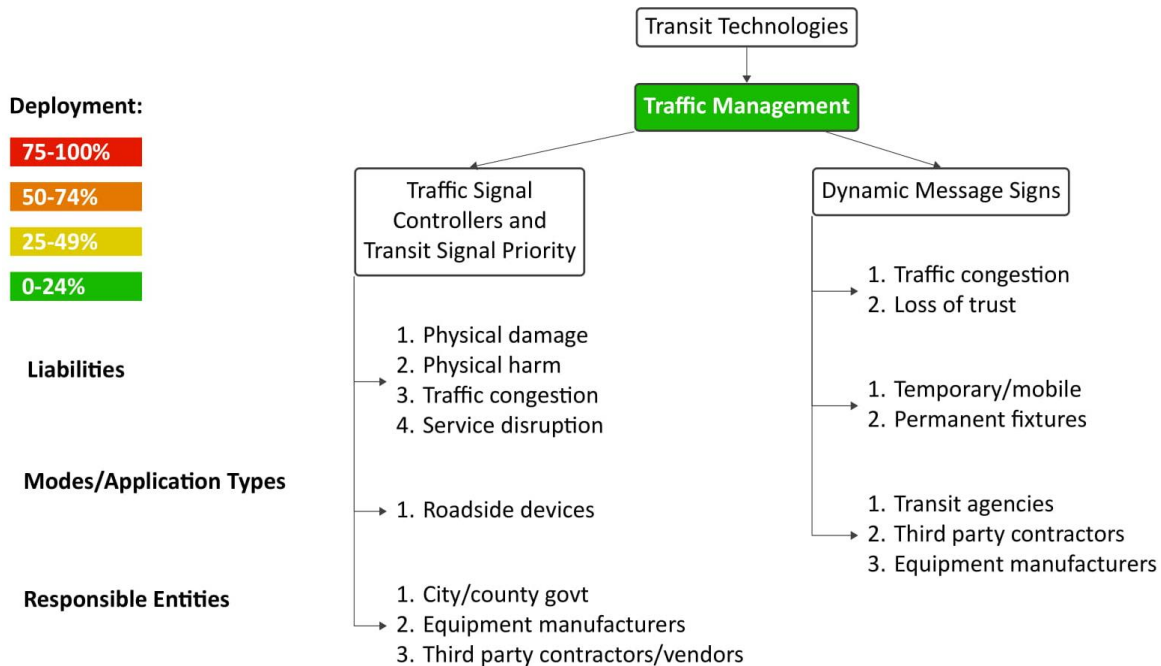 Transit Technologies
Traffic Management
Deployment:
75-100%
50-74%
25-49%
0-24%
Traffic Signal
Controllers and
Transit Signal Priority
Dynamic Message Signs
Liabilities
1. Physical damage
2. Physical harm
3. Traffic congestion
4. Service disruption
1. Traffic congestion
2. Loss of trust
Modes/Application Types
1. Roadside devices
1. Temporary/mobile
2. Permanent fixtures
Responsible Entities
1. City/county govt
2. Equipment manufacturers
3. Third party contractors/vendors
1. Transit agencies
2. Third party contractors
3. Equipment manufacturers